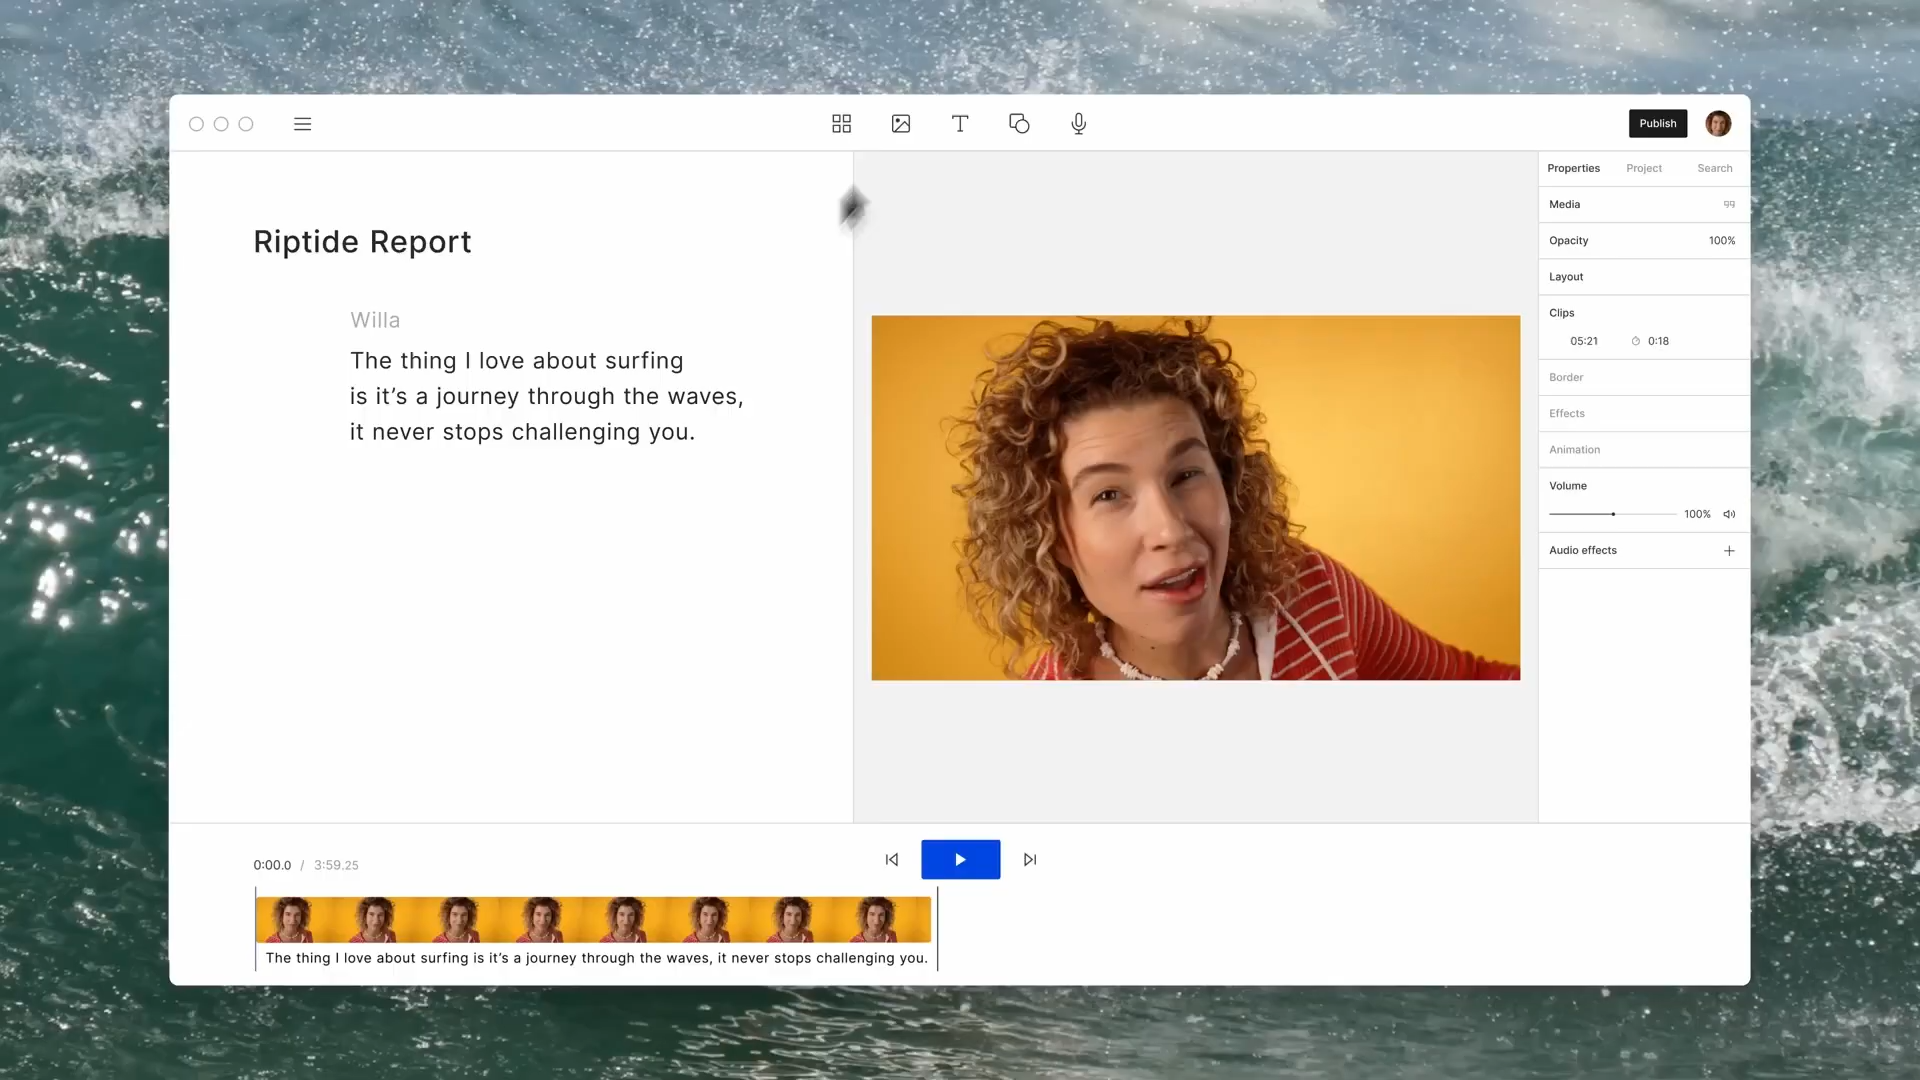 Publish
Properties Project Search
Media
Opacity 100%
Layout
Clips
05:21 0:18
Border
Effects
Animation
Volume
100%
Audio effects
Riptide Report
Willa
The thing I love about surfing
is it’s a journey through the waves,
it never stops challenging you.
0:00.0 / 3:59.25
The thing I love about surfing is it’s a journey through the waves, it never stops challenging you.